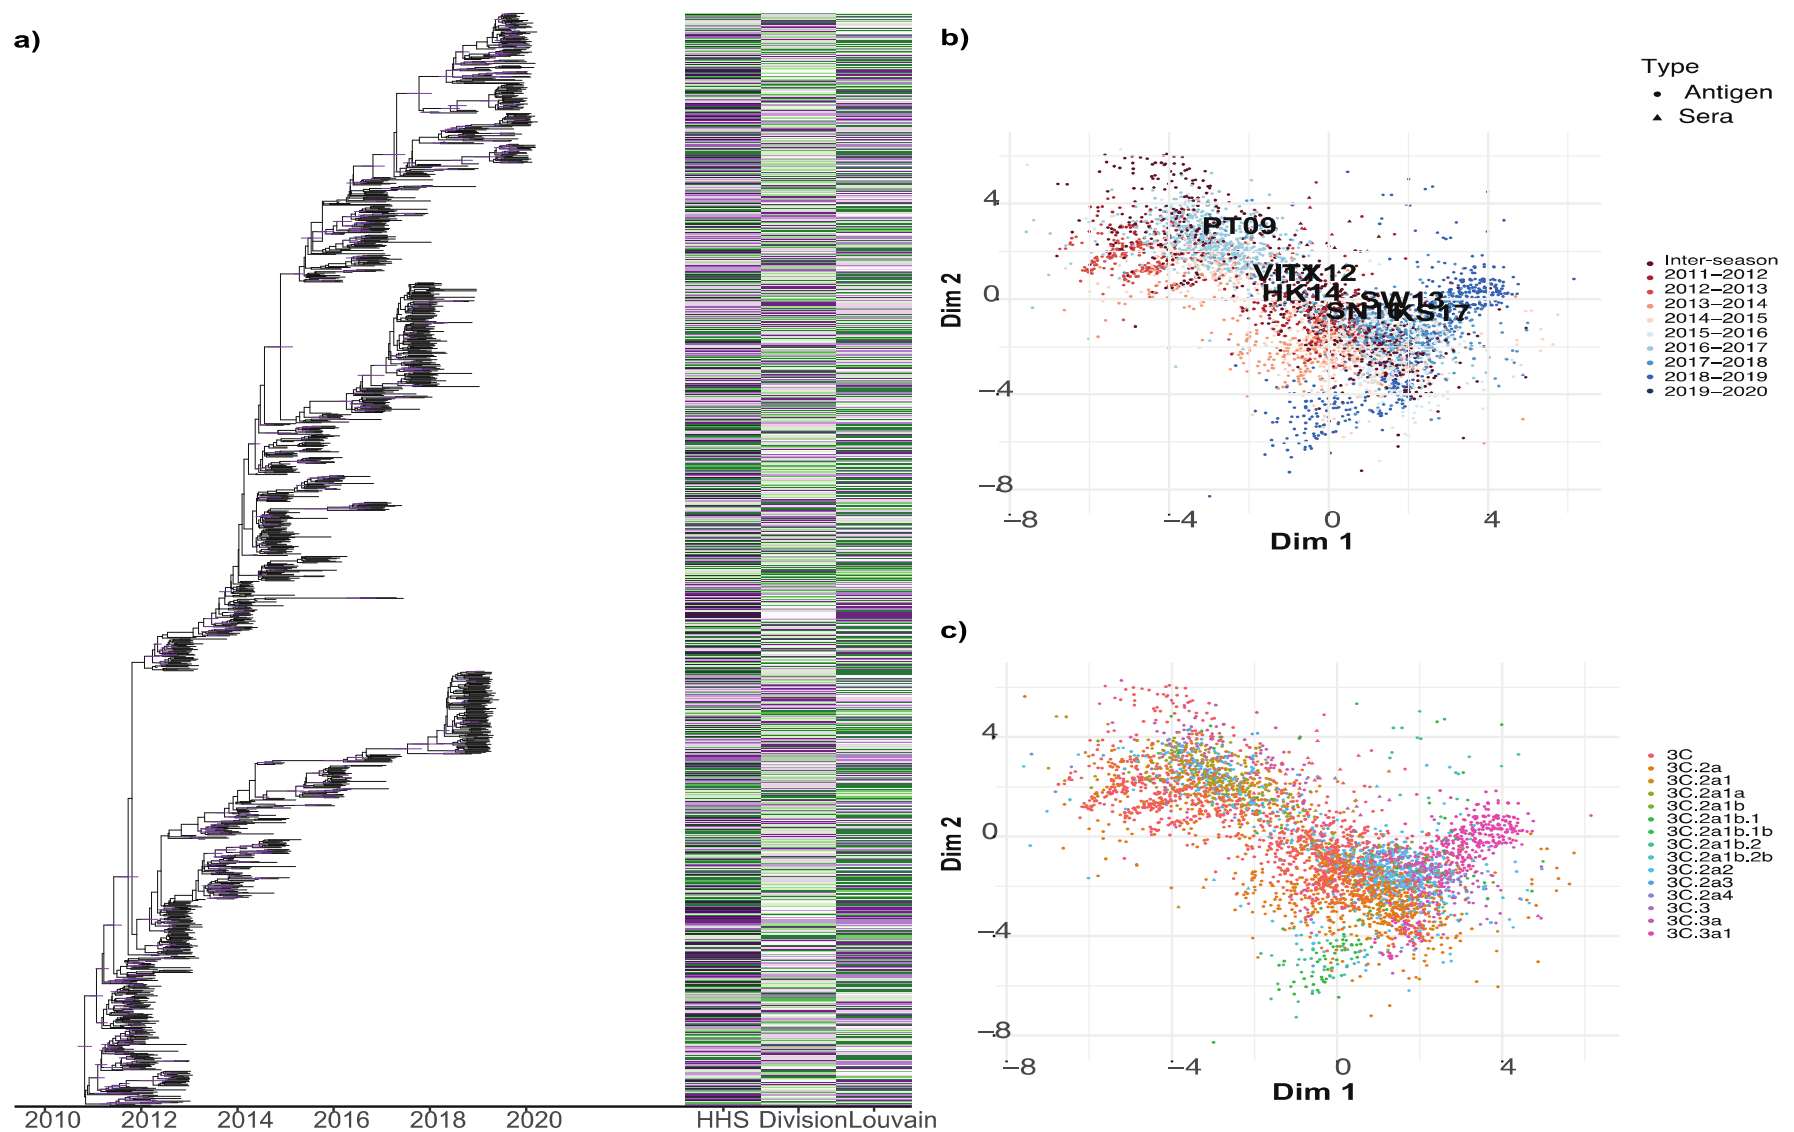 a)
2010 2012 2014 2016 2018 2020
HHS Division Louvain
b)
Type
Antigen
Sera
4
0
−4
−8
Dim 2
PT09
VI TX12
HK14
SW13
SN16 KS17
−8 −4 0 4
Dim 1
Inter−season
2011−2012
2012−2013
2013−2014
2014−2015
2015−2016
2016−2017
2017−2018
2018−2019
2019−2020
c)
4
0
−4
−8
Dim 2
−8 −4 0 4
Dim 1
3C
3C.2a
3C.2a1
3C.2a1a
3C.2a1b
3C.2a1b.1
3C.2a1b.1b
3C.2a1b.2
3C.2a1b.2b
3C.2a2
3C.2a3
3C.2a4
3C.3
3C.3a
3C.3a1